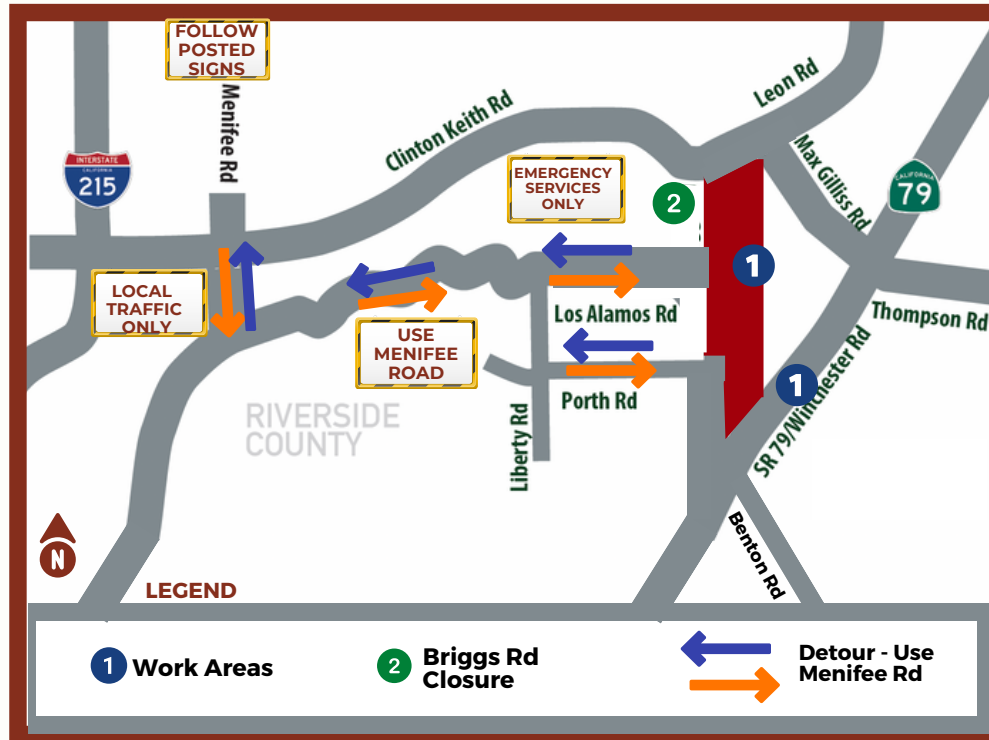 FOLLOW
POSTED
SIGNS
Menifee Rd
INTERSTATE
CALIFORNIA
215
Clinton Keith Rd
Leon Rd
Max Gilliss Rd
CALIFORNIA
79
EMERGENCY
SERVICES
ONLY
2
1
LOCAL
TRAFFIC
ONLY
USE
MENIFEE
ROAD
Los Alamos Rd
Thompson Rd
Porth Rd
1
SR 79/Winchester Rd
RIVERSIDE
COUNTY
Liberty Rd
Benton Rd
N
LEGEND
1 Work Areas
2 Briggs Rd
Closure
Detour - Use
Menifee Rd